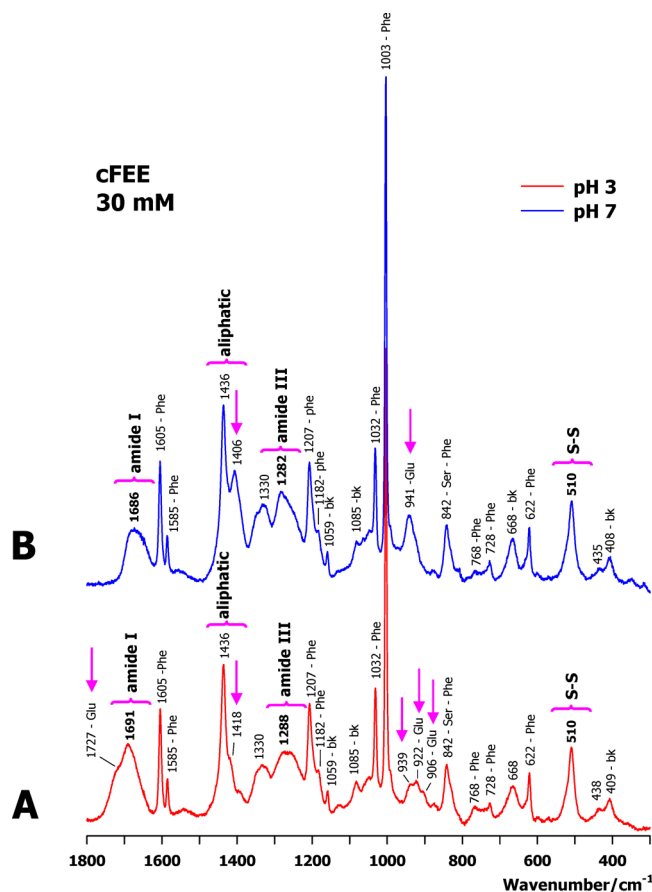 1003 - Phe
cFEE
30 mM
pH 3
pH 7
B
amide I
1686
1605 - Phe
1585 - Phe
aliphatic
1436
1406
1330
amide III
1282
1207 - phe
1182- phe
1059 - bk
1085 -bk
1032 - Phe
941 -Glu
842 - Ser - Phe
768 -Phe
728 - Phe
668 - bk
622 - Phe
S-S
510
435
408 - bk
A
1727 - Glu
amide I
1691
1605 -Phe
1585- Phe
aliphatic
1436
1418
1330
amide III
1288
1207 - Phe
1182 - Phe
1059 -bk
1085 - bk
1032 - Phe
939
922 - Glu
906 - Glu
842 - Ser - Phe
768 -Phe
728 - Phe
668
622 - Phe
S-S
510
438
409 - bk
1800 1600 1400 1200 1000 800 600 400
Wavenumber/cm⁻¹